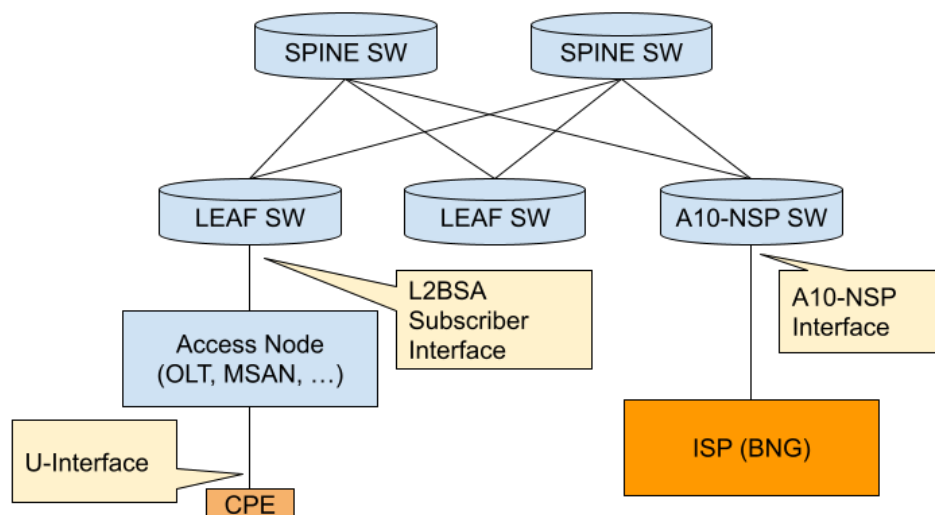 SPINE SW
SPINE SW
LEAF SW
LEAF SW
A10-NSP SW
L2BSA
Subscriber
Interface
A10-NSP
Interface
Access Node
(OLT, MSAN, …)
U-Interface
ISP (BNG)
CPE